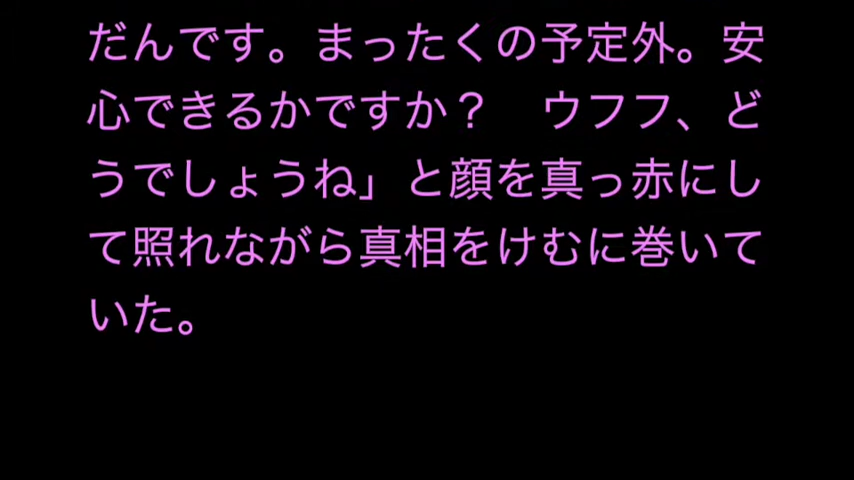 だんです。まったくの予定外。安
心できるかですか？　ウフフ、ど
うでしょうね」と顔を真っ赤にし
て照れながら真相をけむに巻いて
いた。